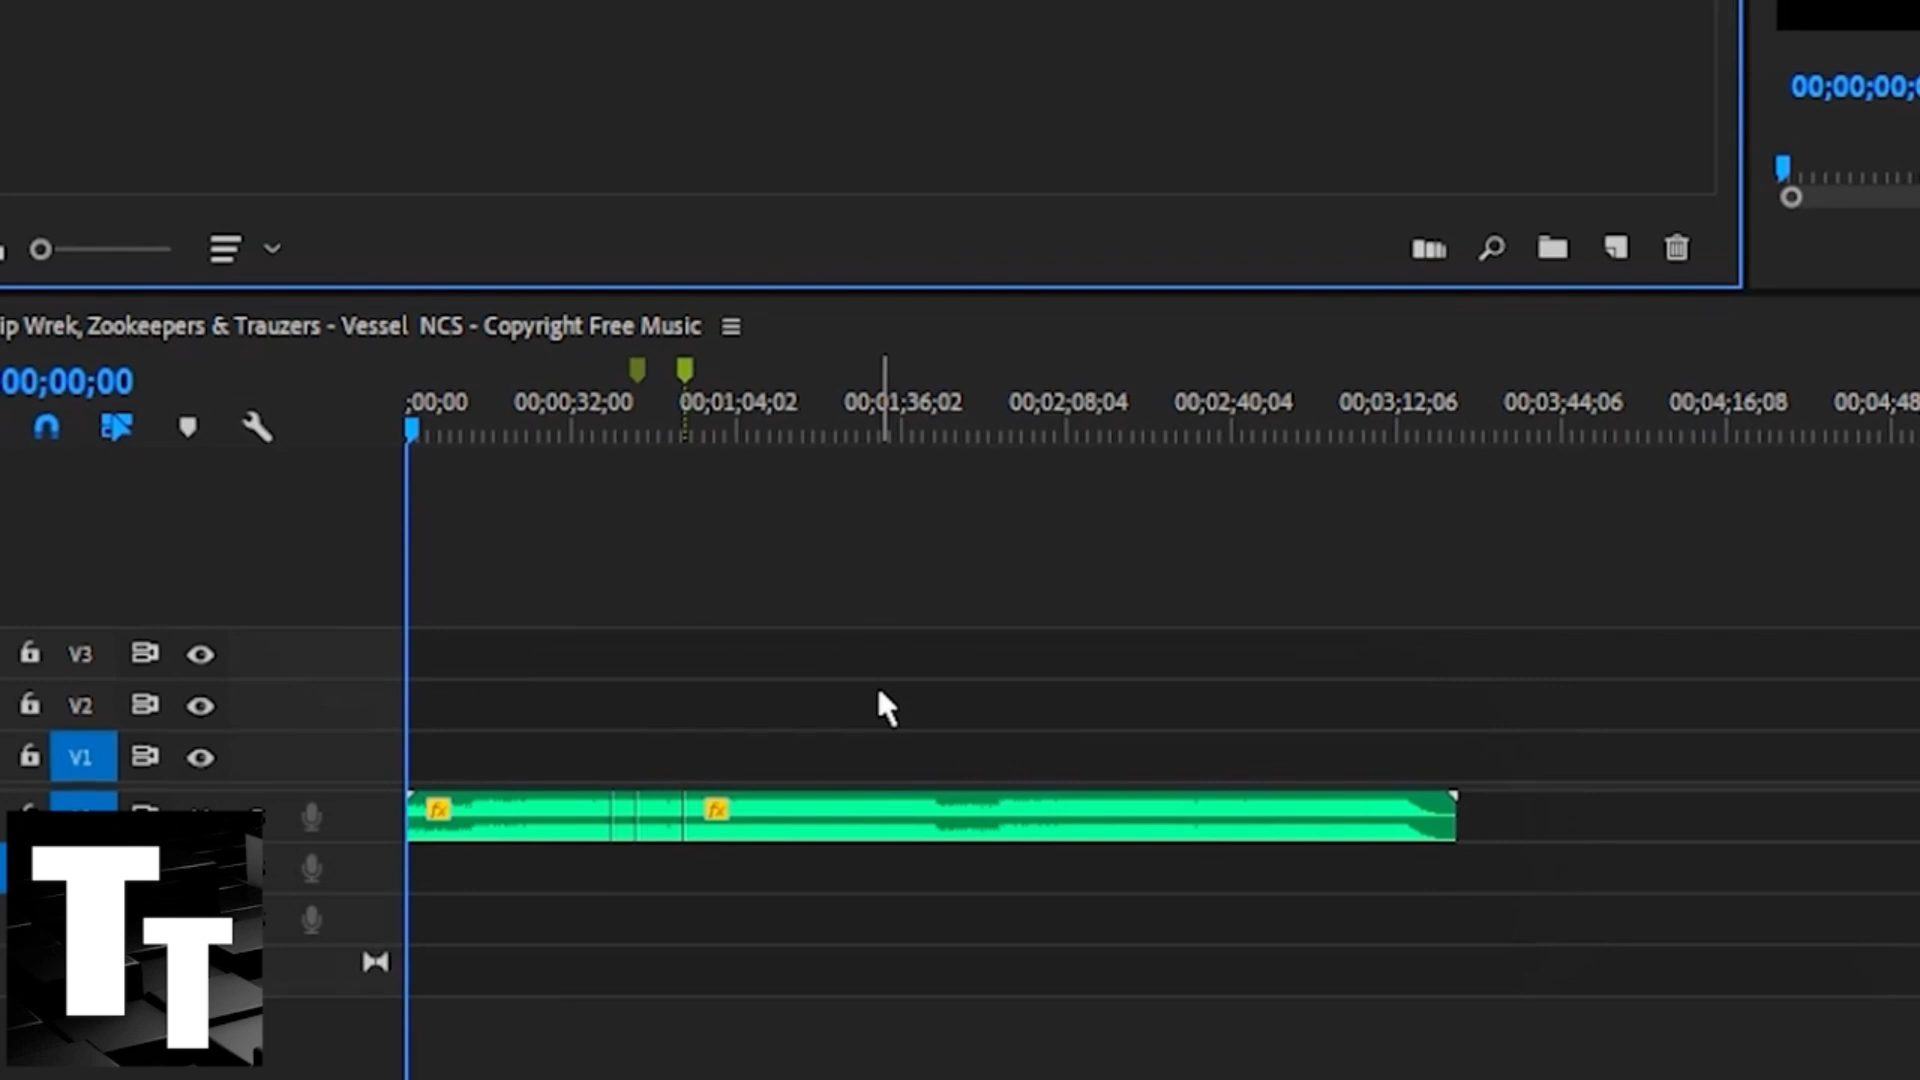 00;00;00;
ip Wrek, Zookeepers & Trauzers - Vessel NCS - Copyright Free Music
00;00;00
;00;00 00;00;32;00 00;01;04;02 00;01;36;02 00;02;08;04 00;02;40;04 00;03;12;06 00;03;44;06 00;04;16;08 00;04;48
V3
V2
V1
fx fx
TT